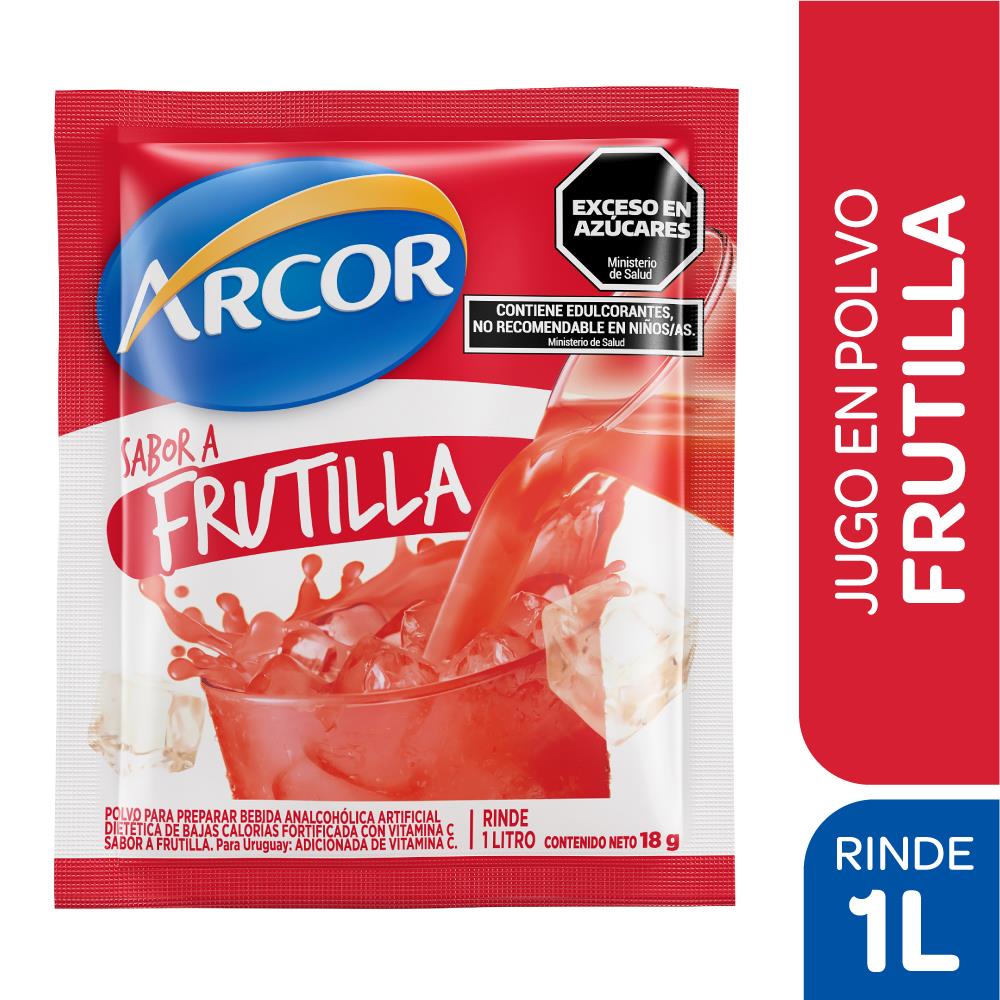 ARCOR
EXCESO EN
AZÚCARES
Ministerio
de Salud
CONTIENE EDULCORANTES,
NO RECOMENDABLE EN NIÑOS/AS.
Ministerio de Salud
SABOR A
FRUTILLA
POLVO PARA PREPARAR BEBIDA ANALCOHÓLICA ARTIFICIAL
DIETÉTICA DE BAJAS CALORÍAS FORTIFICADA CON VITAMINA C
SABOR A FRUTILLA. Para Uruguay: ADICIONADA DE VITAMINA C.
RINDE
1 LITRO
CONTENIDO NETO 18 g
JUGO EN POLVO
FRUTILLA
RINDE
1L